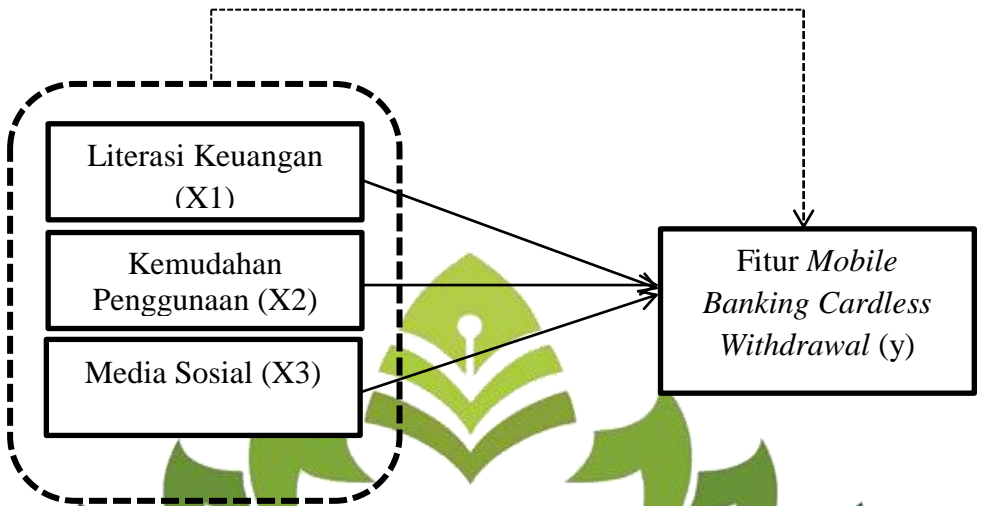 Literasi Keuangan
(X1)
Kemudahan
Penggunaan (X2)
Media Sosial (X3)
Fitur Mobile
Banking Cardless
Withdrawal (y)